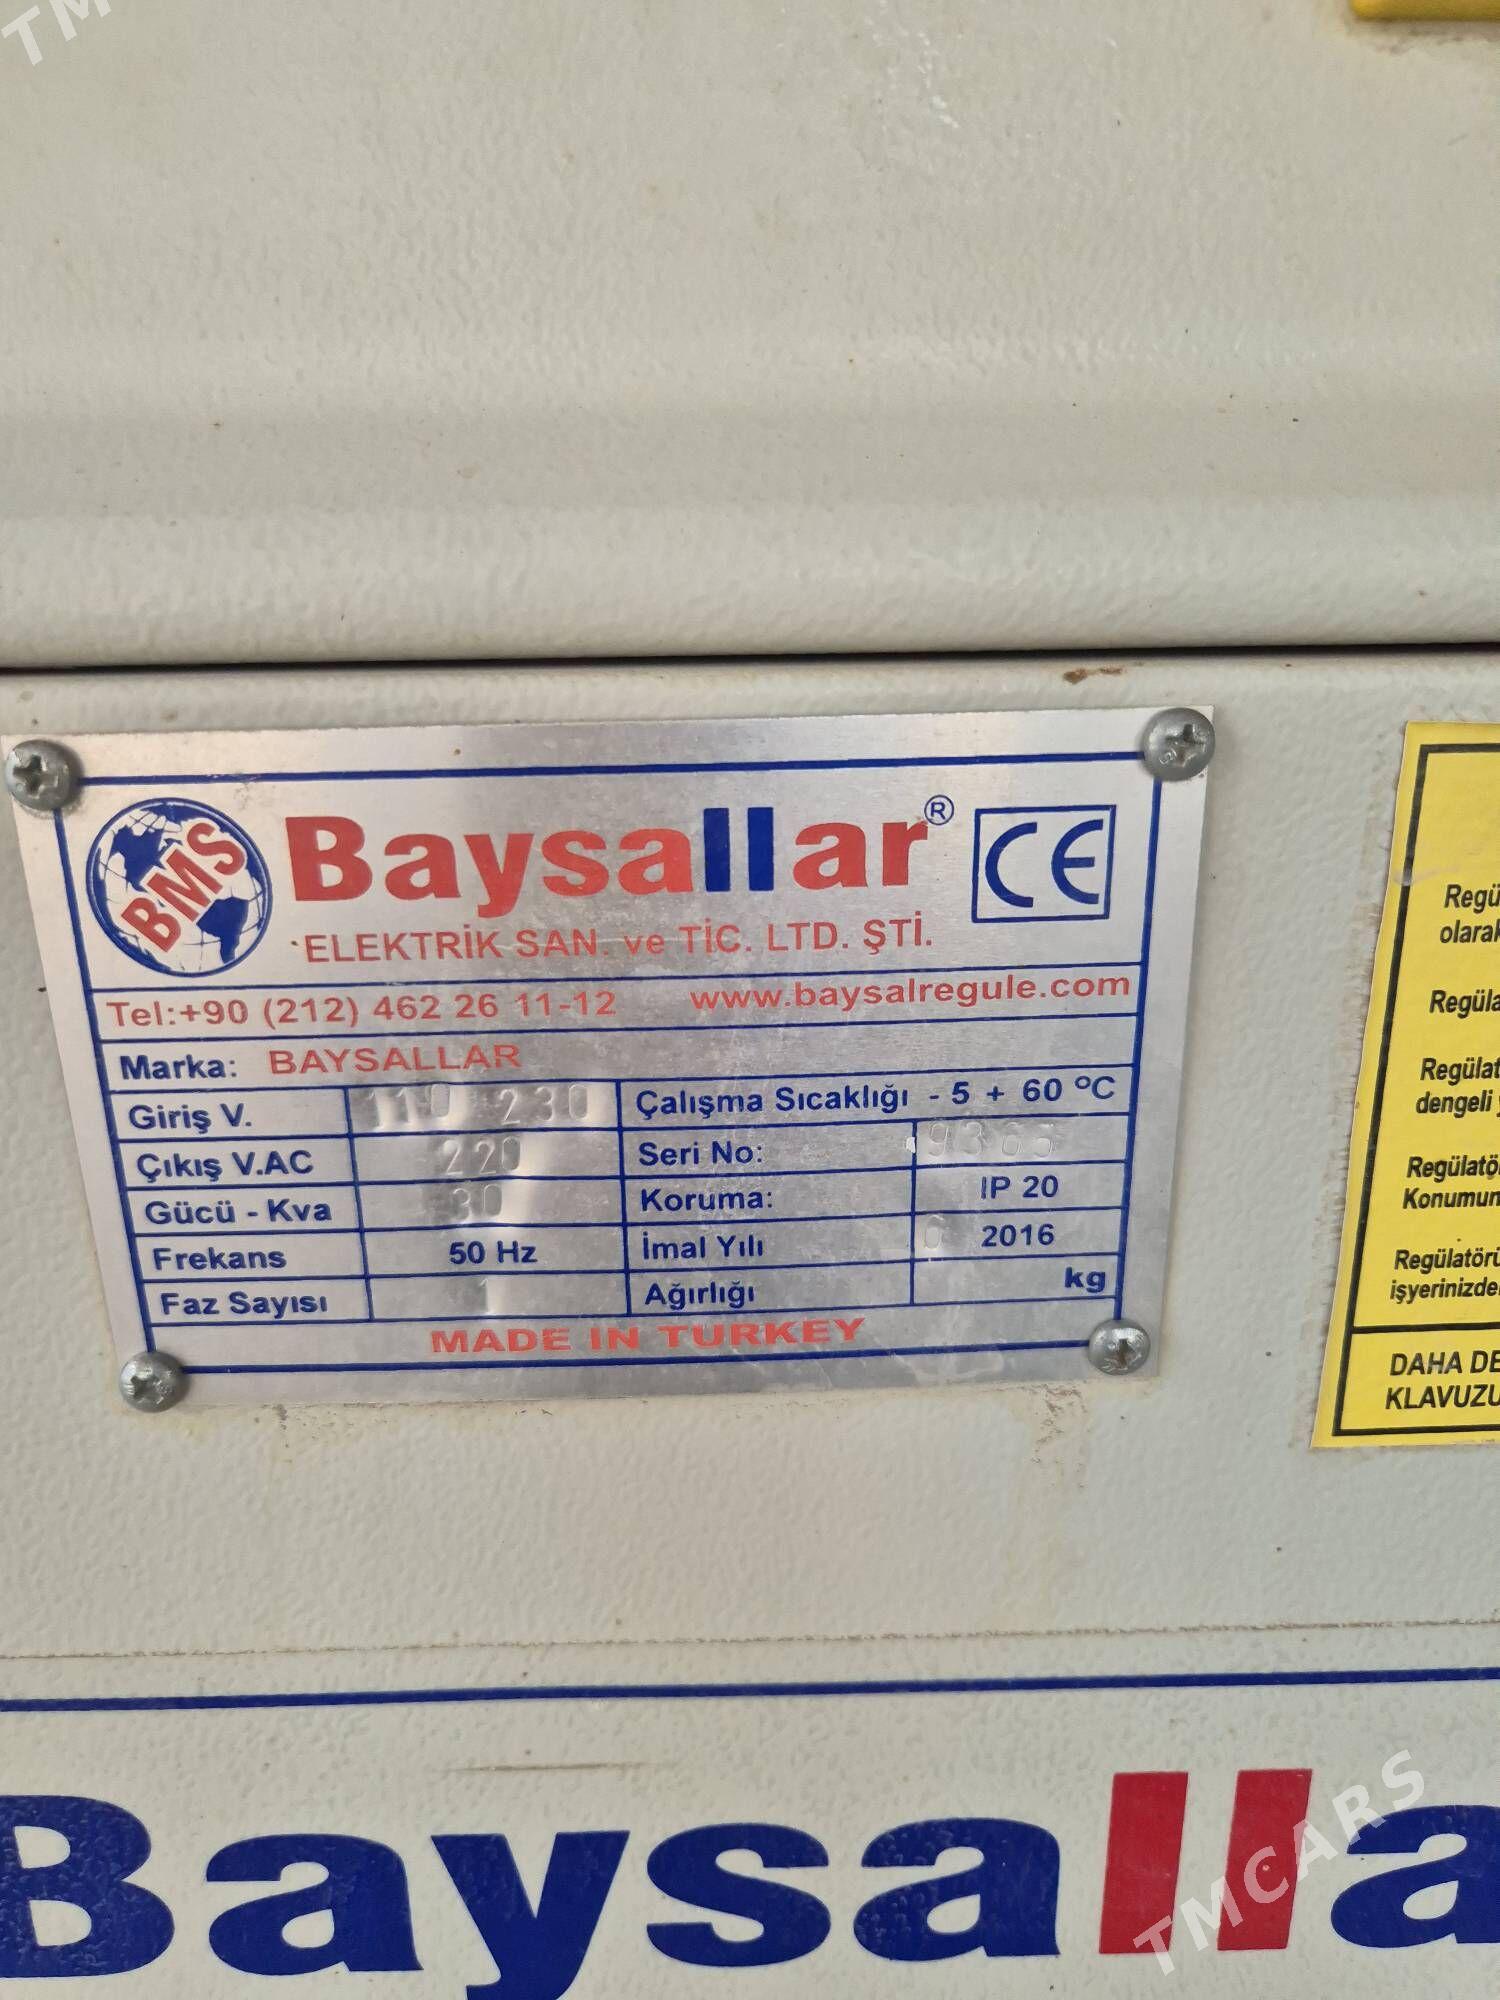 TM
BMS
Baysallar®
CE
ELEKTRİK SAN. ve TİC. LTD. ŞTİ.
Tel:+90 (212) 462 26 11-12 www.baysalregule.com
Marka: BAYSALLAR
Giriş V. 110 230 Çalışma Sıcaklığı - 5 + 60 °C
Çıkış V.AC 220 Seri No: 9365
Gücü - Kva 30 Koruma: IP 20
Frekans 50 Hz İmal Yılı 6 2016
Faz Sayısı 1 Ağırlığı kg
MADE IN TURKEY
Regü
olarak
Regüla
Regülat
dengeli
Regülatö
Konumun
Regülatörü
işyerinizde
DAHA DE
KLAVUZU
Baysalla
TMCARS